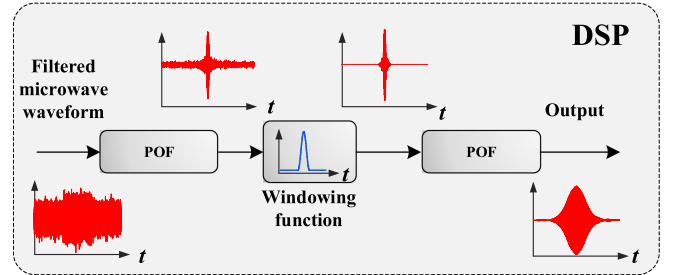 DSP
Filtered
microwave
waveform
t
t
Output
POF
t
POF
Windowing
function
t
t